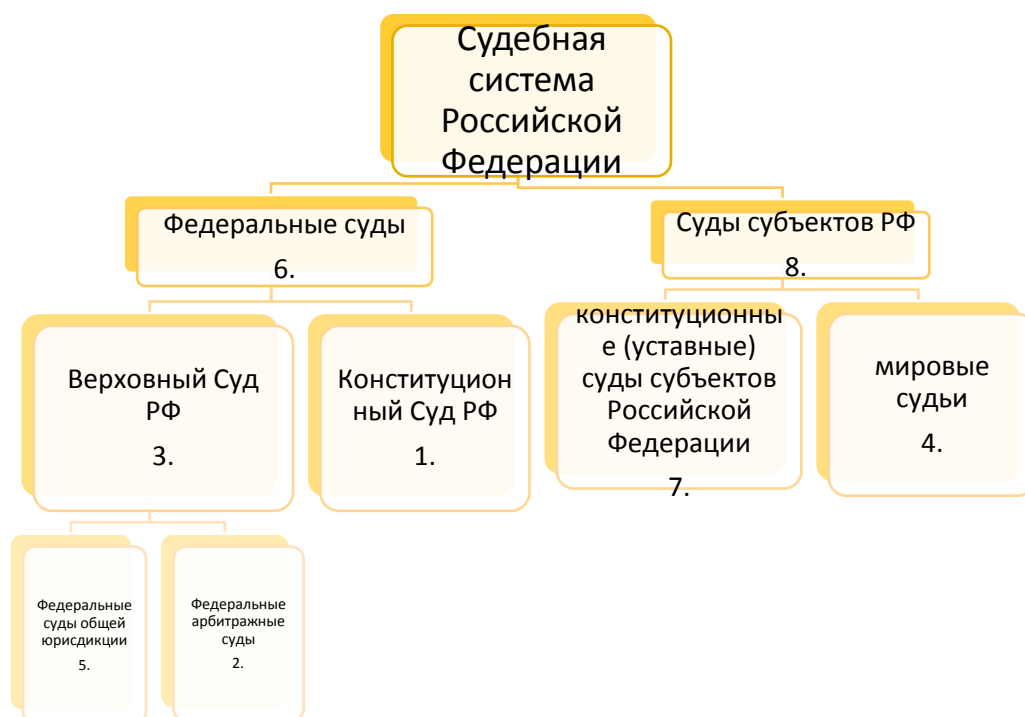 Судебная
система
Российской
Федерации
Федеральные суды
6.
Суды субъектов РФ
8.
Верховный Суд
РФ
3.
Конституцион
ный Суд РФ
1.
конституционны
е (уставные)
суды субъектов
Российской
Федерации
7.
мировые
судьи
4.
Федеральные
суды общей
юрисдикции
5.
Федеральные
арбитражные
суды
2.